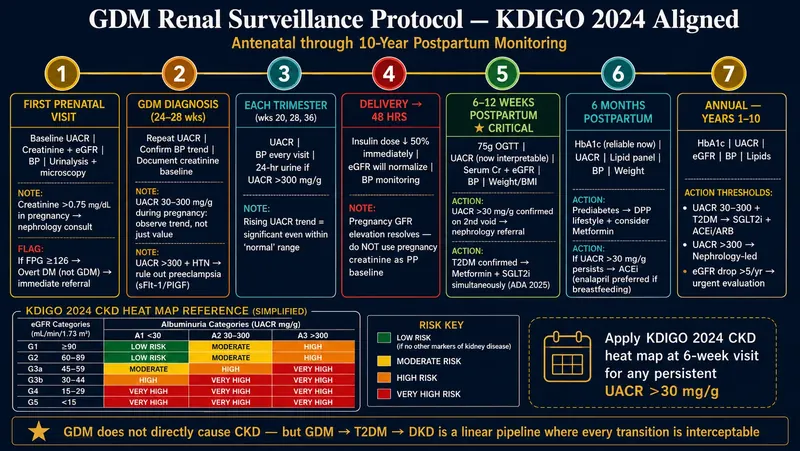 GDM Renal Surveillance Protocol — KDIGO 2024 Aligned
Antenatal through 10-Year Postpartum Monitoring
1
FIRST PRENATAL
VISIT
Baseline UACR |
Creatinine + eGFR |
BP | Urinalysis +
microscopy
NOTE:
Creatinine >0.75 mg/dL
in pregnancy →
nephrology consult
FLAG:
If FPG ≥126 →
Overt DM (not GDM) →
immediate referral
2
GDM DIAGNOSIS
(24–28 wks)
Repeat UACR |
Confirm BP trend |
Document creatinine
baseline
NOTE:
UACR 30–300 mg/g
during pregnancy:
observe trend, not
just value
UACR >300 + HTN →
rule out preeclampsia
(sFlt-1/PlGF)
3
EACH TRIMESTER
(wks 20, 28, 36)
UACR |
BP every visit |
24-hr urine if
UACR >300 mg/g
NOTE:
Rising UACR trend =
significant even within
'normal' range
4
DELIVERY →
48 HRS
Insulin dose ↓ 50%
immediately |
eGFR will normalize |
BP monitoring
NOTE:
Pregnancy GFR
elevation resolves —
do NOT use pregnancy
creatinine as PP
baseline
5
6–12 WEEKS
POSTPARTUM
★ CRITICAL
75g OGTT |
UACR (now interpretable) |
Serum Cr + eGFR |
BP | Weight/BMI
ACTION:
UACR >30 mg/g confirmed
on 2nd void →
nephrology referral
ACTION:
T2DM confirmed →
Metformin + SGLT2i
simultaneously (ADA 2025)
6
6 MONTHS
POSTPARTUM
HbA1c (reliable now) |
UACR | Lipid panel |
BP | Weight
ACTION:
Prediabetes → DPP
lifestyle + consider
Metformin
ACTION:
If UACR >30 mg/g
persists → ACEi
(enalapril preferred if
breastfeeding)
7
ANNUAL —
YEARS 1–10
HbA1c | UACR |
eGFR | BP | Lipids
ACTION THRESHOLDS:
• UACR 30–300 +
T2DM → SGLT2i +
ACEi/ARB
• UACR >300 →
Nephrology-led
• eGFR drop >5/yr →
urgent evaluation
KDIGO 2024 CKD HEAT MAP REFERENCE (SIMPLIFIED)
eGFR Categories
(mL/min/1.73 m²)
Albuminuria Categories (UACR mg/g)
A1 <30 A2 30–300 A3 >300
G1 ≥90 LOW RISK MODERATE HIGH
G2 60–89 LOW RISK MODERATE HIGH
G3a 45–59 MODERATE HIGH VERY HIGH
G3b 30–44 HIGH VERY HIGH VERY HIGH
G4 15–29 VERY HIGH VERY HIGH VERY HIGH
G5 <15 VERY HIGH VERY HIGH VERY HIGH
RISK KEY
LOW RISK
(if no other markers of kidney disease)
MODERATE RISK
HIGH RISK
VERY HIGH RISK
Apply KDIGO 2024 CKD
heat map at 6-week visit
for any persistent
UACR >30 mg/g
GDM does not directly cause CKD — but GDM → T2DM → DKD is a linear pipeline where every transition is interceptable